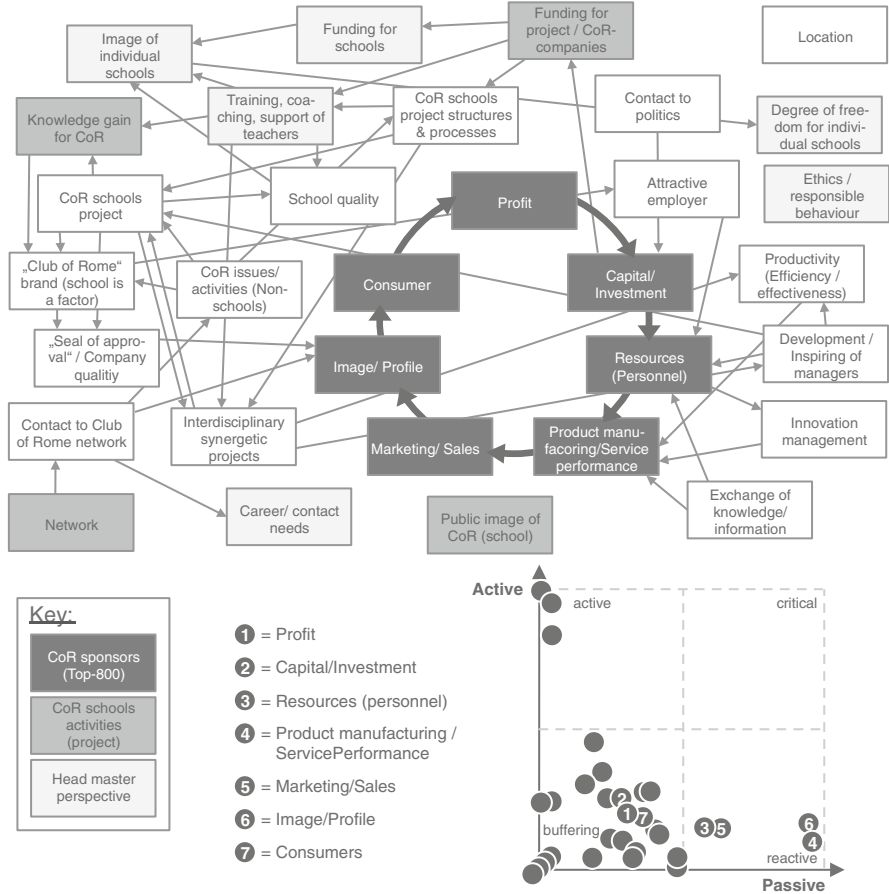 Image of
individual
schools
Funding for
schools
Funding for
project / CoR-
companies
Location
Knowledge gain
for CoR
Training, coa-
ching, support of
teachers
CoR schools
project structures
& processes
Contact to
politics
Degree of free-
dom for indivi-
dual schools
CoR schools
project
School quality
Profit
Attractive
employer
Ethics /
responsible
behaviour
„Club of Rome“
brand (school is
a factor)
CoR issues/
activities (Non-
schools)
Consumer
Capital/
Investment
Productivity
(Efficiency /
effectiveness)
„Seal of appro-
val“ / Company
qualitiy
Image/ Profile
Resources
(Personnel)
Development /
Inspiring of
managers
Contact to Club
of Rome network
Interdisciplinary
synergetic
projects
Marketing/ Sales
Product manu-
facoring/Service
performance
Innovation
management
Network
Career/ contact
needs
Public image of
CoR (school)
Exchange of
knowledge/
information
Key:
CoR sponsors
(Top-800)
CoR schools
activities
(project)
Head master
perspective
1 = Profit
2 = Capital/Investment
3 = Resources (personnel)
4 = Product manufacturing /
ServicePerformance
5 = Marketing/Sales
6 = Image/Profile
7 = Consumers
Active
active
critical
2
1
7
3
5
6
4
buffering
reactive
Passive